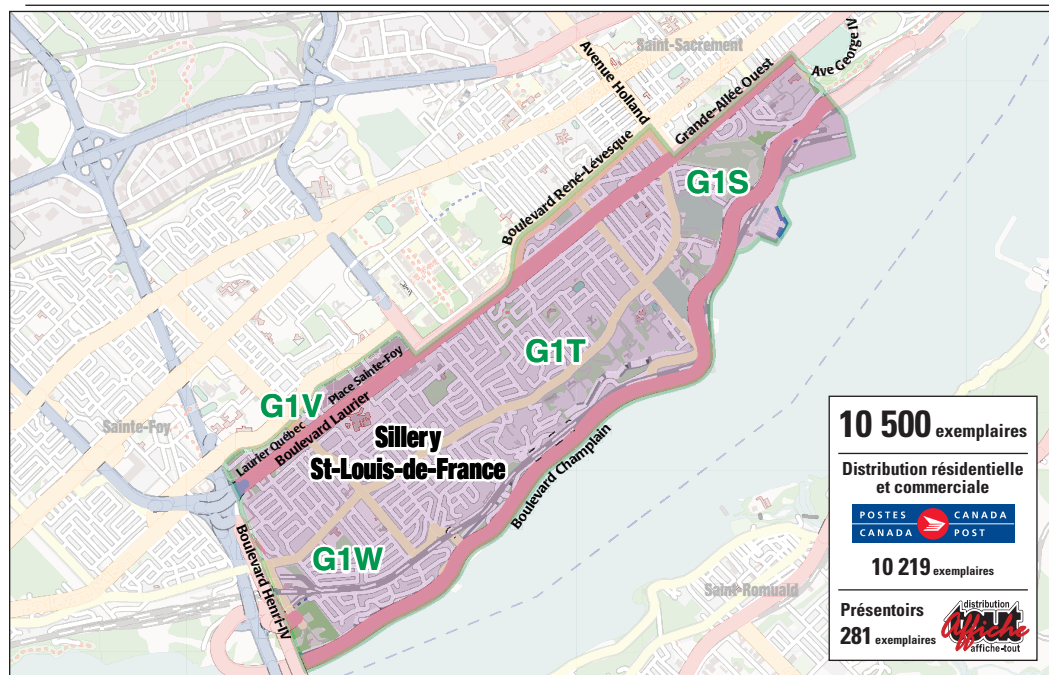 Saint-Sacrement
Ave George IV
Avenue Holland
Grande-Allée Ouest
Boulevard René-Lévesque
G1S
G1T
Place Sainte-Foy
G1V
Boulevard Laurier
Laurier Québec
Sainte-Foy
Sillery
St-Louis-de-France
Boulevard Champlain
G1W
Boulevard Henri-IV
Saint-Romuald
10 500 exemplaires
Distribution résidentielle
et commerciale
POSTES CANADA
CANADA POST
10 219 exemplaires
Présentoirs
281 exemplaires
distribution
tout
Affiche
affiche-tout